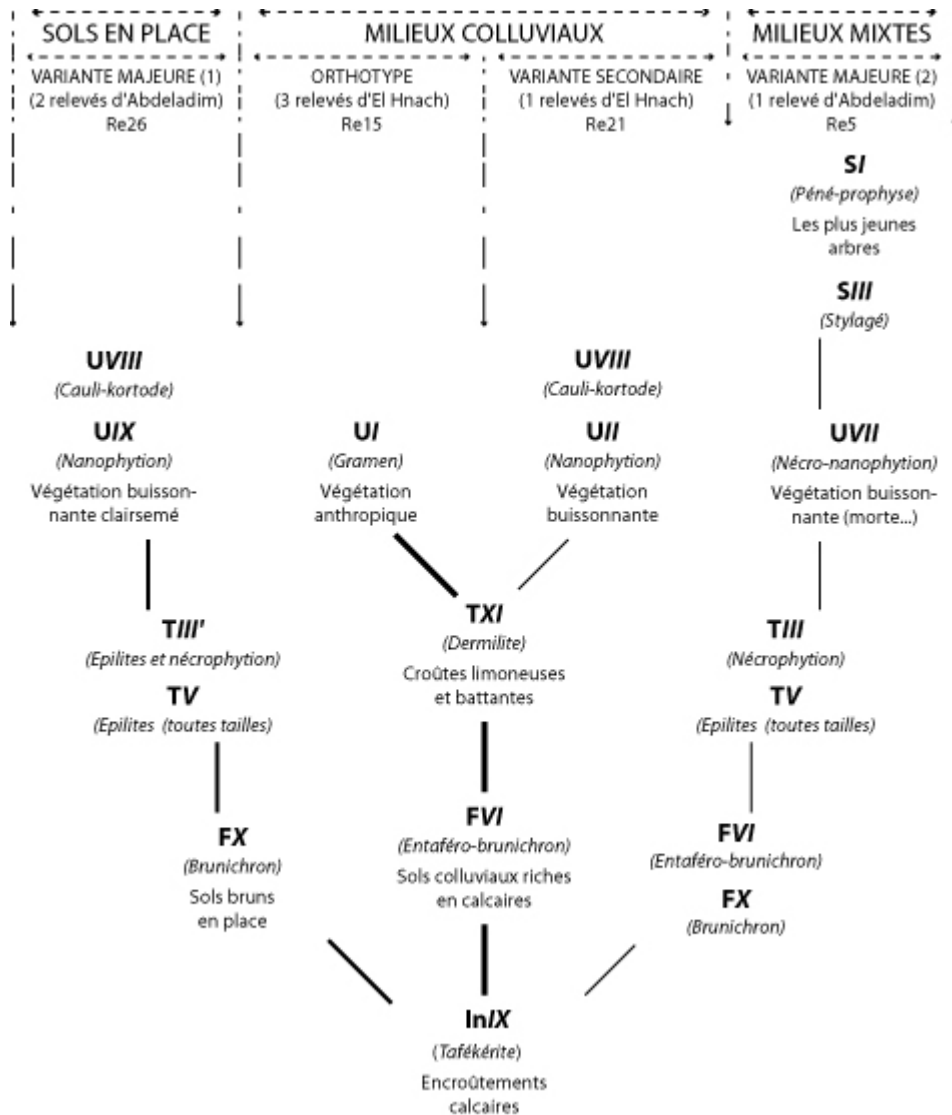 SOLS EN PLACE
MILIEUX COLLUVIAUX
MILIEUX MIXTES
VARIANTE MAJEURE (1)
(2 relevés d'Abdeladim)
Re26
ORTHOTYPE
(3 relevés d'El Hnach)
Re15
VARIANTE SECONDAIRE
(1 relevés d'El Hnach)
Re21
VARIANTE MAJEURE (2)
(1 relevé d'Abdeladim)
Re5
SI
(Péné-prophyse)
Les plus jeunes
arbres
SIII
(Stylagé)
UVIII
(Cauli-kortode)
UVIII
(Cauli-kortode)
UIX
(Nanophytion)
Végétation buisson-
nante clairsemé
UI
(Gramen)
Végétation
anthropique
UII
(Nanophytion)
Végétation
buissonnante
UVII
(Nécro-nanophytion)
Végétation buisson-
nante (morte...)
TIII'
(Epilites et nécrophytion)
TV
(Epilites (toutes tailles)
TXI
(Dermilite)
Croûtes limoneuses
et battantes
TIII
(Nécrophytion)
TV
(Epilites (toutes tailles)
FX
(Brunichron)
Sols bruns
en place
FVI
(Entaféro-brunichron)
Sols colluviaux riches
en calcaires
FVI
(Entaféro-brunichron)
FX
(Brunichron)
InIX
(Tafékérite)
Encroûtements
calcaires